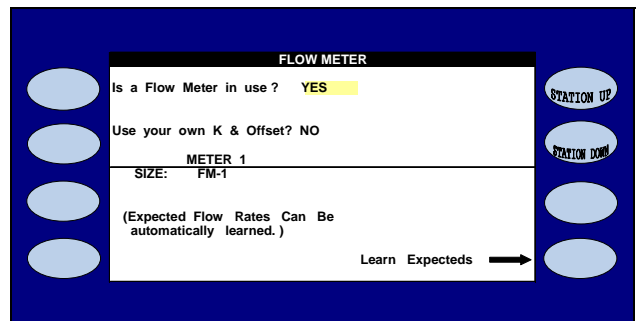 FLOW METER
Is a Flow Meter in use ? YES
STATION UP
Use your own K & Offset? NO
STATION DOWN
METER 1
SIZE: FM-1
(Expected Flow Rates Can Be
automatically learned. )
Learn Expecteds